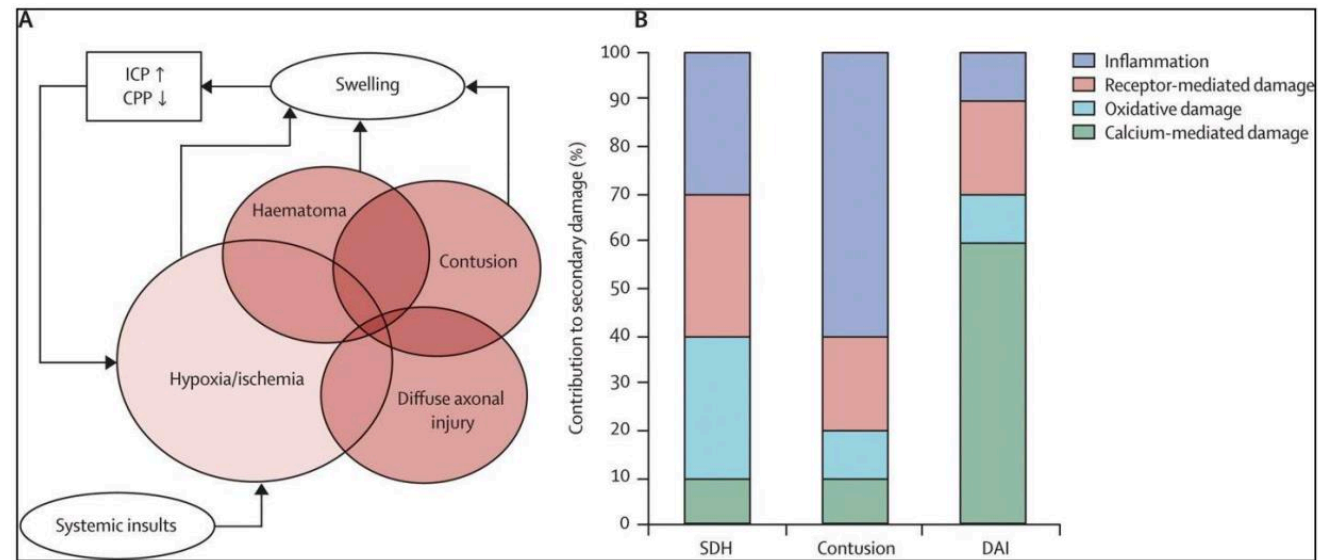 A
ICP ↑
CPP ↓
Swelling
Haematoma
Contusion
Hypoxia/ischemia
Diffuse axonal
injury
Systemic insults
B
Contribution to secondary damage (%)
100
90
80
70
60
50
40
30
20
10
0
SDH
Contusion
DAI
Inflammation
Receptor-mediated damage
Oxidative damage
Calcium-mediated damage